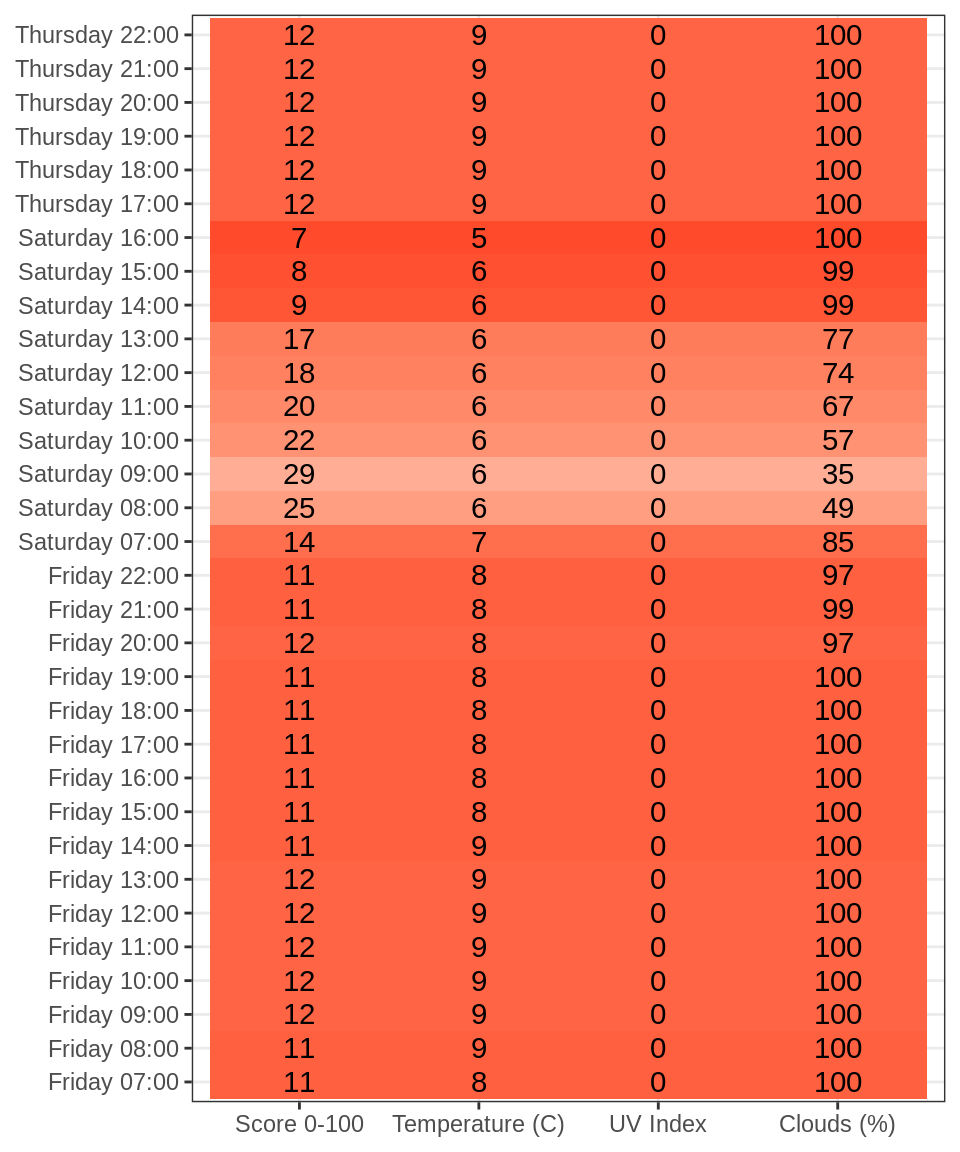 Thursday 22:00 12 9 0 100
Thursday 21:00 12 9 0 100
Thursday 20:00 12 9 0 100
Thursday 19:00 12 9 0 100
Thursday 18:00 12 9 0 100
Thursday 17:00 12 9 0 100
Saturday 16:00 7 5 0 100
Saturday 15:00 8 6 0 99
Saturday 14:00 9 6 0 99
Saturday 13:00 17 6 0 77
Saturday 12:00 18 6 0 74
Saturday 11:00 20 6 0 67
Saturday 10:00 22 6 0 57
Saturday 09:00 29 6 0 35
Saturday 08:00 25 6 0 49
Saturday 07:00 14 7 0 85
Friday 22:00 11 8 0 97
Friday 21:00 11 8 0 99
Friday 20:00 12 8 0 97
Friday 19:00 11 8 0 100
Friday 18:00 11 8 0 100
Friday 17:00 11 8 0 100
Friday 16:00 11 8 0 100
Friday 15:00 11 8 0 100
Friday 14:00 11 9 0 100
Friday 13:00 12 9 0 100
Friday 12:00 12 9 0 100
Friday 11:00 12 9 0 100
Friday 10:00 12 9 0 100
Friday 09:00 12 9 0 100
Friday 08:00 11 9 0 100
Friday 07:00 11 8 0 100
Score 0-100 Temperature (C) UV Index Clouds (%)